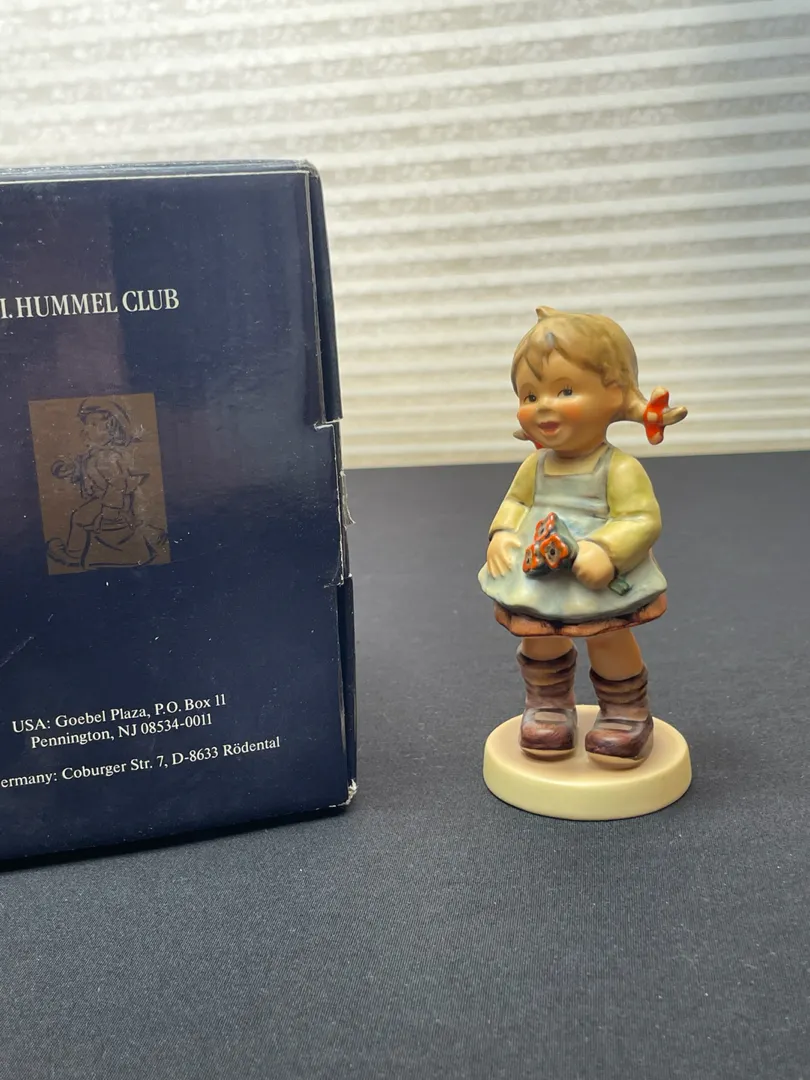 I. HUMMEL CLUB
USA: Goebel Plaza, P.O. Box 11
Pennington, NJ 08534-0011
ermany: Coburger Str. 7, D-8633 Rödental